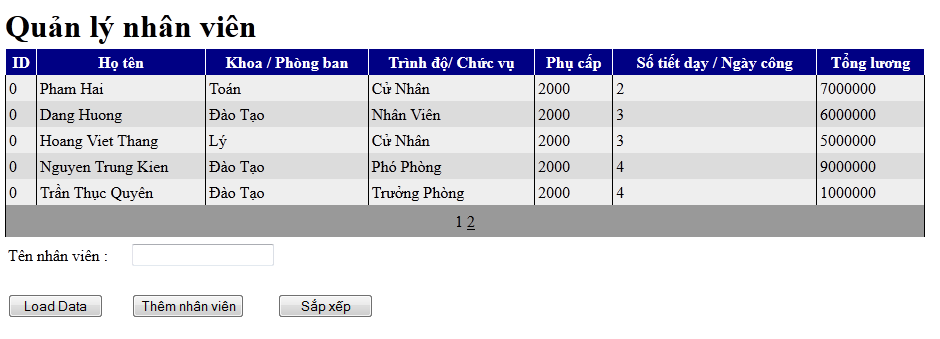 Quản lý nhân viên
ID Họ tên Khoa / Phòng ban Trình độ/ Chức vụ Phụ cấp Số tiết dạy / Ngày công Tổng lương
0 Pham Hai Toán Cử Nhân 2000 2 7000000
0 Dang Huong Đào Tạo Nhân Viên 2000 3 6000000
0 Hoang Viet Thang Lý Cử Nhân 2000 3 5000000
0 Nguyen Trung Kien Đào Tạo Phó Phòng 2000 4 9000000
0 Trần Thục Quyên Đào Tạo Trưởng Phòng 2000 4 1000000
1 2
Tên nhân viên :
Load Data Thêm nhân viên Sắp xếp